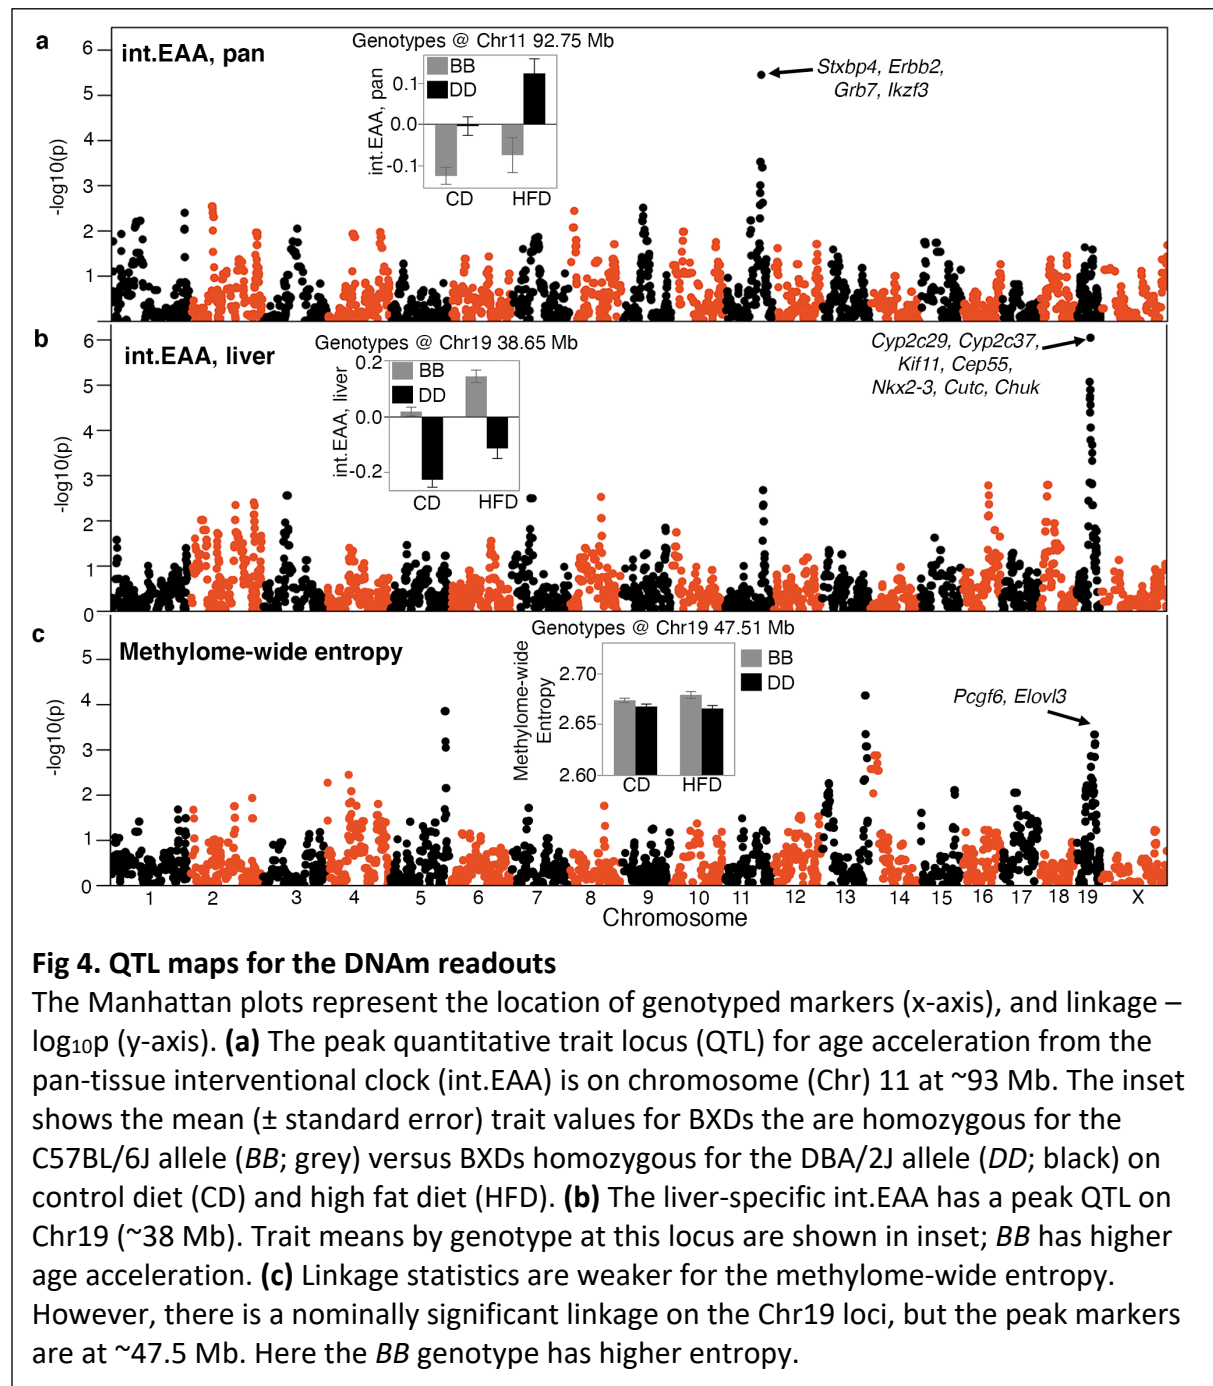 a
int.EAA, pan
Genotypes @ Chr11 92.75 Mb
BB
DD
int.EAA, pan
0.1
0.0
-0.1
CD HFD
Stxbp4, Erbb2,
Grb7, Ikzf3
-log10(p)
6
5
4
3
2
1
b
int.EAA, liver
Genotypes @ Chr19 38.65 Mb
BB
DD
int.EAA, liver
0.2
0.0
-0.2
CD HFD
Cyp2c29, Cyp2c37,
Kif11, Cep55,
Nkx2-3, Cutc, Chuk
-log10(p)
6
5
4
3
2
1
0
c
Methylome-wide entropy
Genotypes @ Chr19 47.51 Mb
BB
DD
Methylome-wide
Entropy
2.70
2.65
2.60
CD HFD
Pcgf6, Elovl3
-log10(p)
5
4
3
2
1
0
1 2 3 4 5 6 7 8 9 10 11 12 13 14 15 16 17 18 19 X
Chromosome
Fig 4. QTL maps for the DNAm readouts
The Manhattan plots represent the location of genotyped markers (x-axis), and linkage –
log10p (y-axis). (a) The peak quantitative trait locus (QTL) for age acceleration from the
pan-tissue interventional clock (int.EAA) is on chromosome (Chr) 11 at ~93 Mb. The inset
shows the mean (± standard error) trait values for BXDs the are homozygous for the
C57BL/6J allele (BB; grey) versus BXDs homozygous for the DBA/2J allele (DD; black) on
control diet (CD) and high fat diet (HFD). (b) The liver-specific int.EAA has a peak QTL on
Chr19 (~38 Mb). Trait means by genotype at this locus are shown in inset; BB has higher
age acceleration. (c) Linkage statistics are weaker for the methylome-wide entropy.
However, there is a nominally significant linkage on the Chr19 loci, but the peak markers
are at ~47.5 Mb. Here the BB genotype has higher entropy.